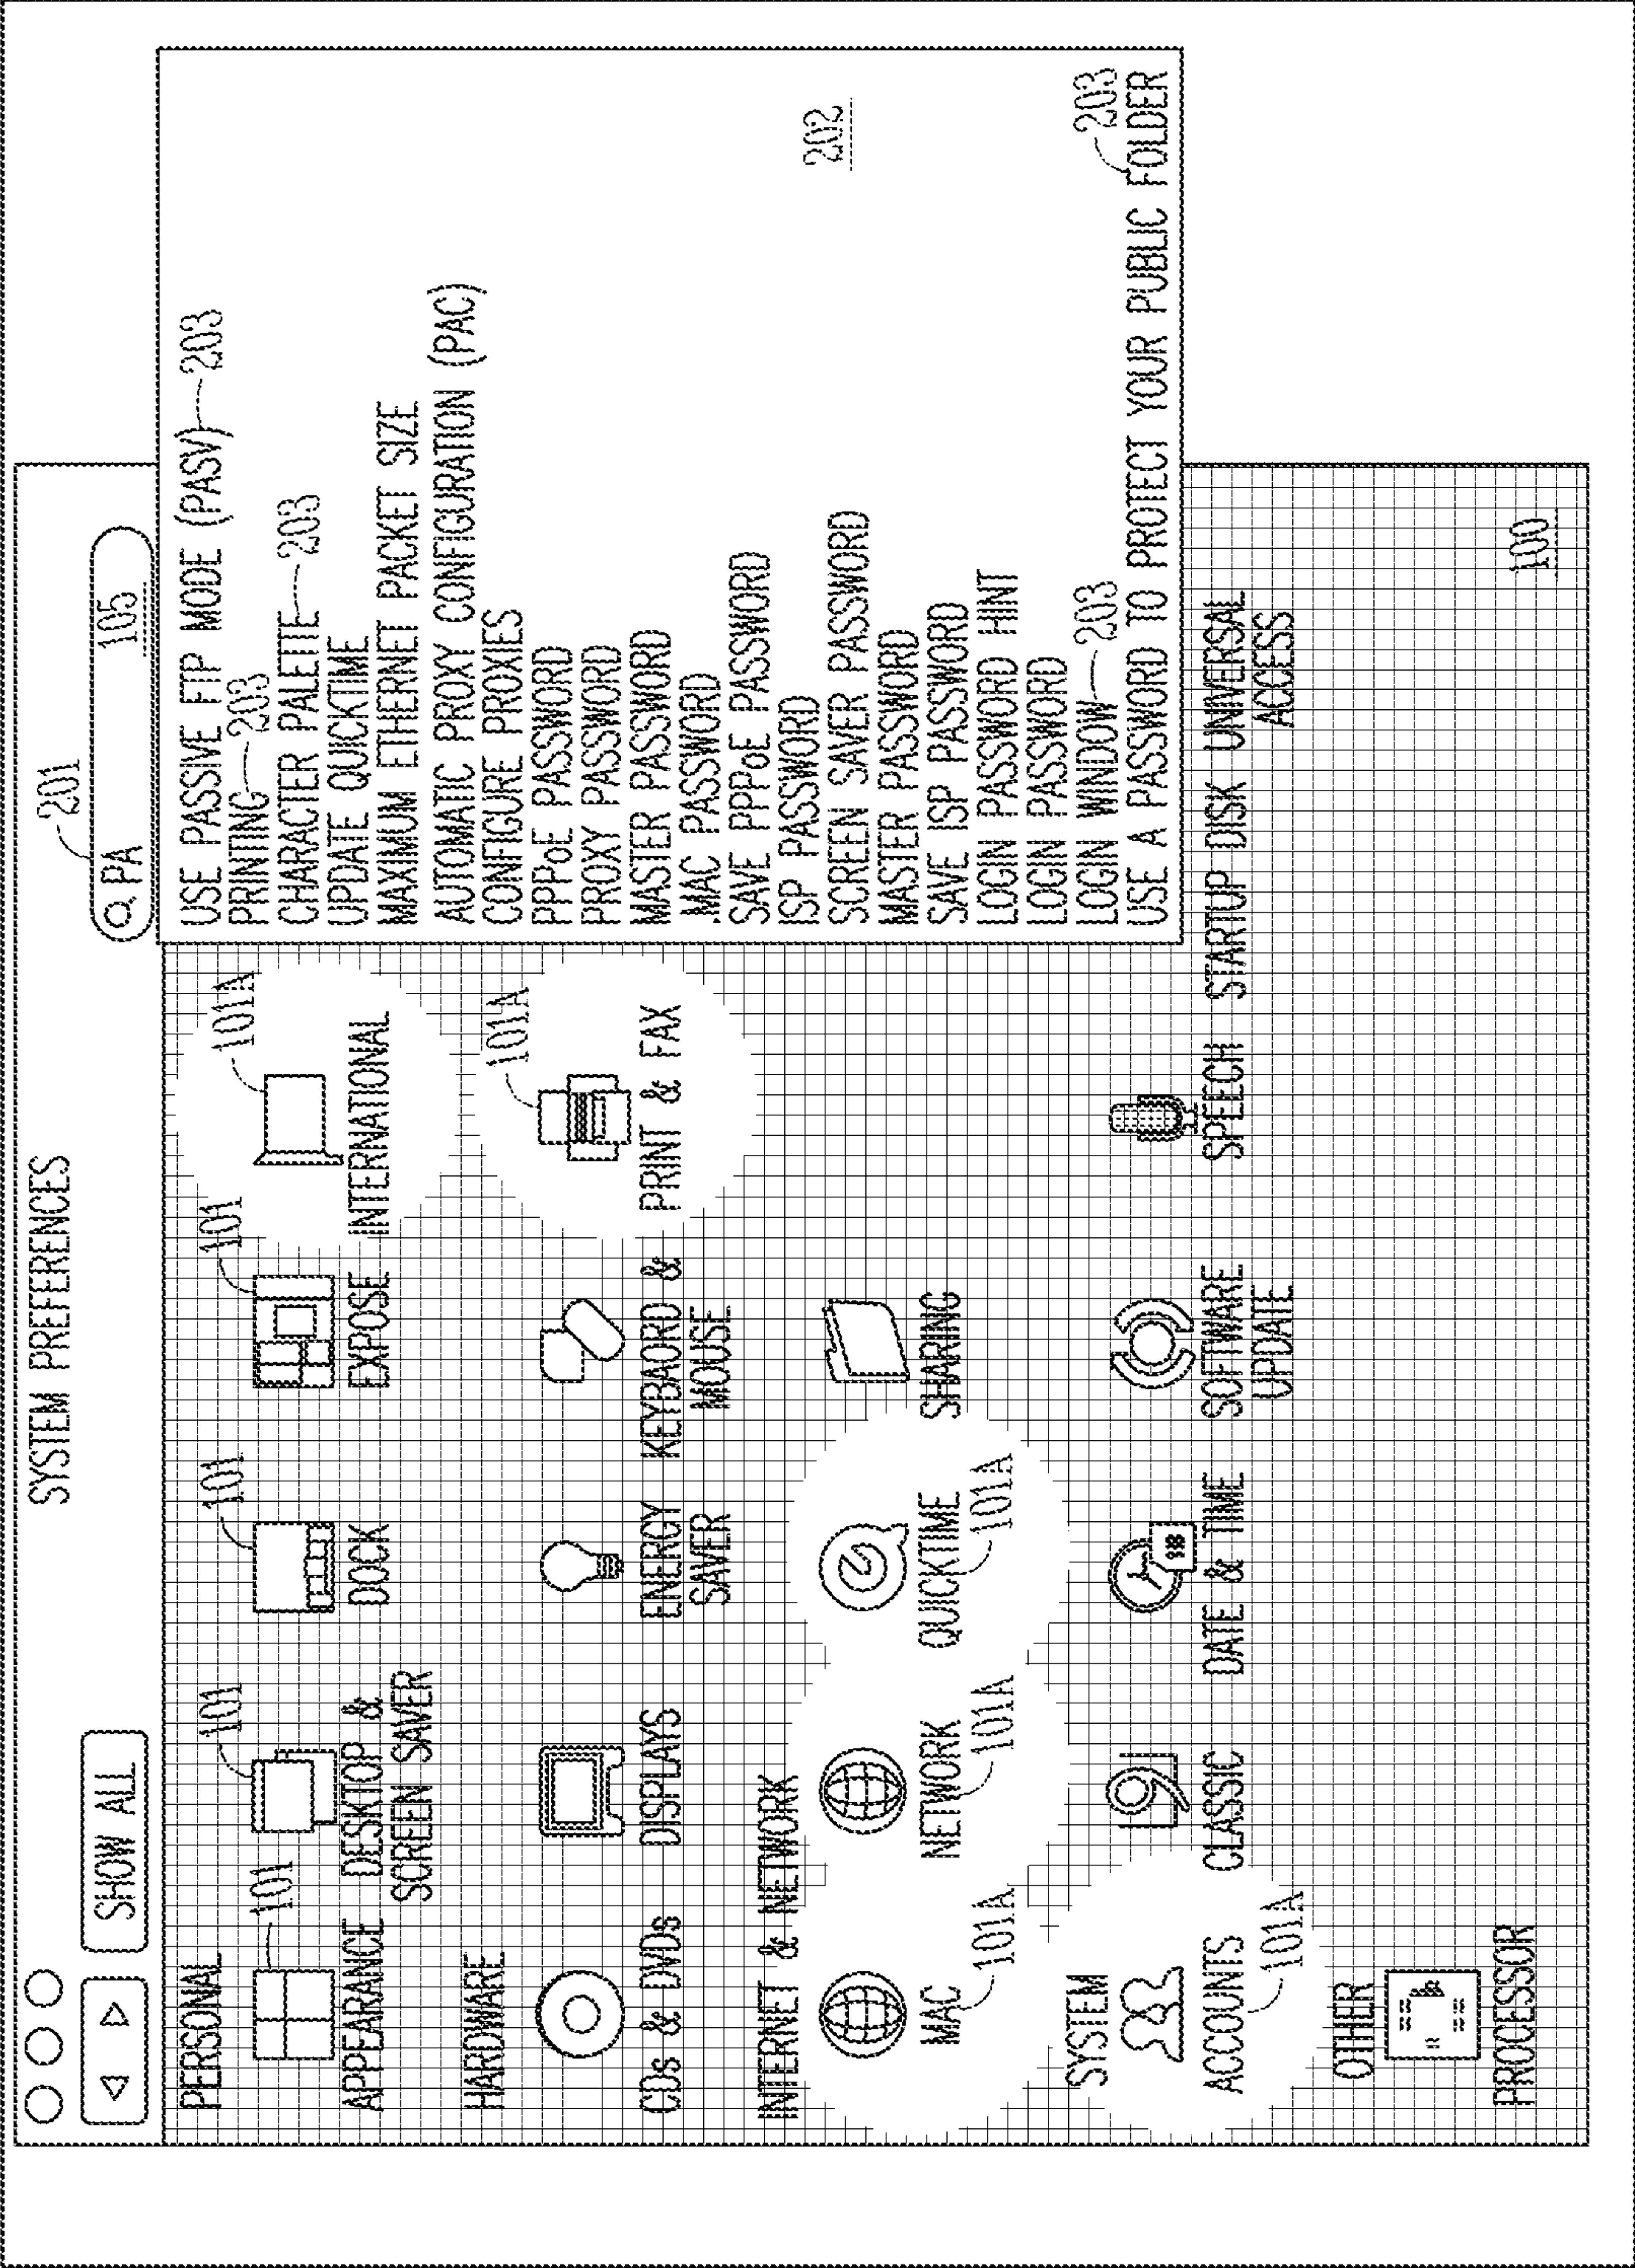 SYSTEM PREFERENCES
SHOW ALL
201
PA 105
PERSONAL
101 101 101 101 101A
APPEARANCE DESKTOP & DOCK EXPOSE INTERNATIONAL
SCREEN SAVER
HARDWARE
101A
CDs & DVDs DISPLAYS ENERGY KEYBAORD & PRINT & FAX
SAVER MOUSE
INTERNET & NETWORK
MAC NETWORK QUICKTIME SHARING
101A 101A 101A
SYSTEM
ACCOUNTS CLASSIC DATE & TIME SOFTWARE SPEECH STARTUP DISK UNIVERSAL
UPDATE ACCESS
101A
OTHER
PROCESSOR
100
USE PASSIVE FTP MODE (PASV) 203
PRINTING 203
CHARACTER PALETTE 203
UPDATE QUICKTIME
MAXIMUM ETHERNET PACKET SIZE
AUTOMATIC PROXY CONFIGURATION (PAC)
CONFIGURE PROXIES
PPPoE PASSWORD
PROXY PASSWORD
MASTER PASSWORD
.MAC PASSWORD
SAVE PPPoE PASSWORD
ISP PASSWORD
SCREEN SAVER PASSWORD
MASTER PASSWORD
SAVE ISP PASSWORD
LOGIN PASSWORD HINT
LOGIN PASSWORD
LOGIN WINDOW 203
USE A PASSWORD TO PROTECT YOUR PUBLIC FOLDER
203
202